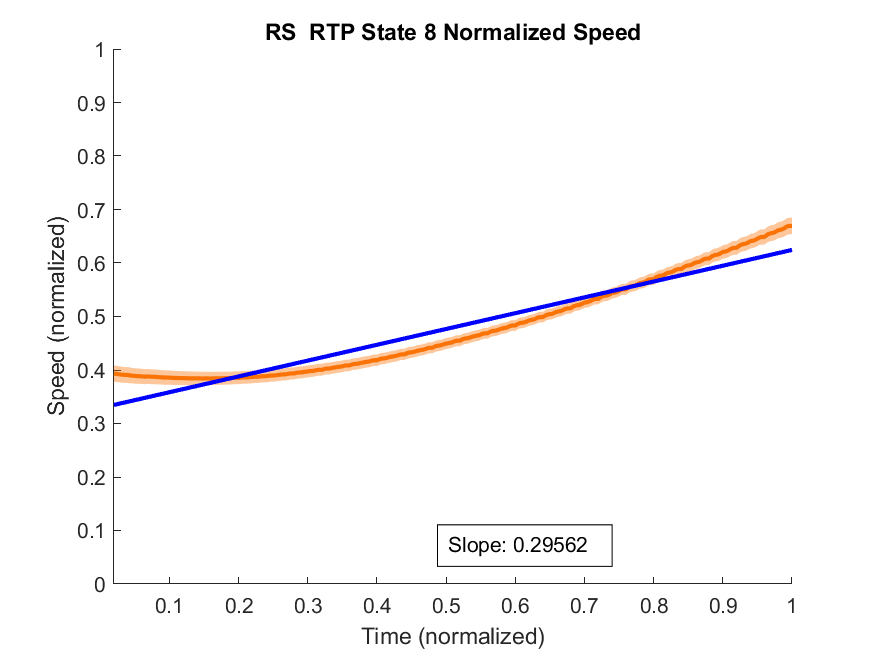 RS  RTP State 8 Normalized Speed
1
0.9
0.8
0.7
0.6
0.5
0.4
0.3
0.2
0.1
0
Speed (normalized)
Slope: 0.29562
0.1 0.2 0.3 0.4 0.5 0.6 0.7 0.8 0.9 1
Time (normalized)